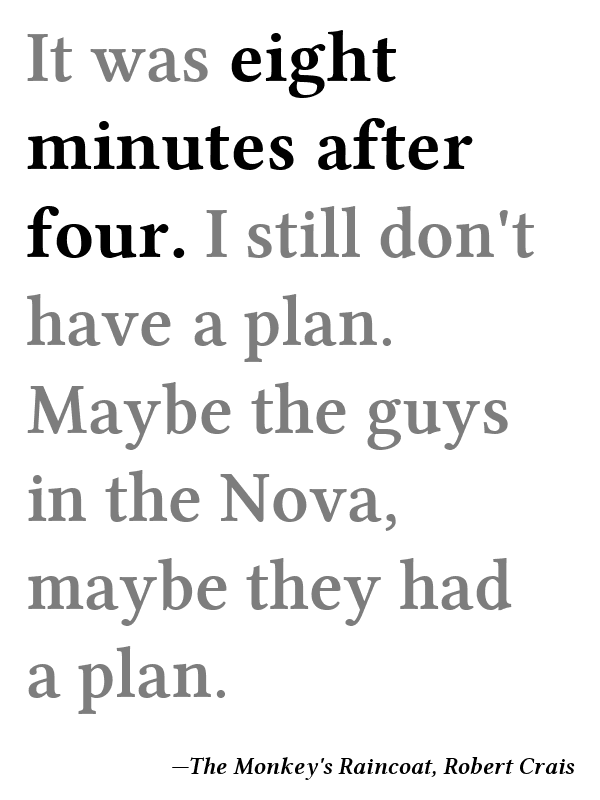 It was eight
minutes after
four. I still don't
have a plan.
Maybe the guys
in the Nova,
maybe they had
a plan.
—The Monkey's Raincoat, Robert Crais